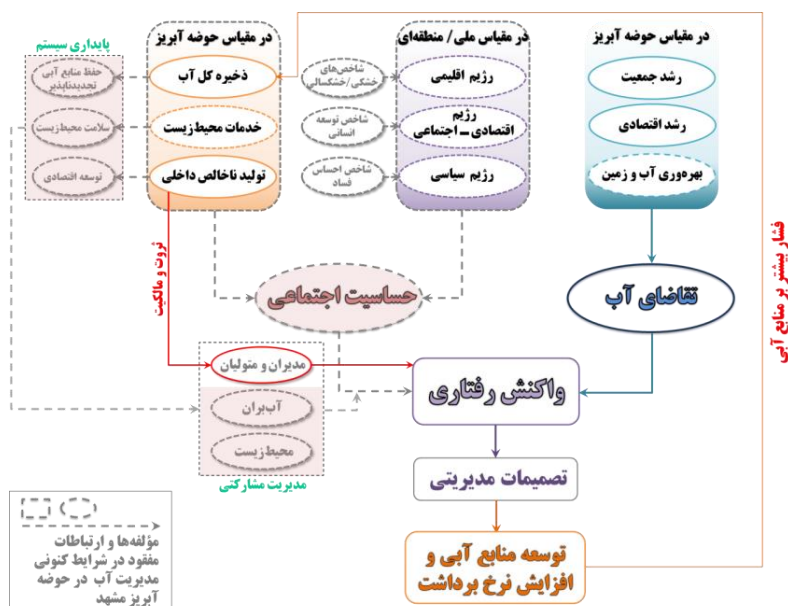 پایداری سیستم
حفظ منابع آبی
تجدیدناپذیر
سلامت محیط‌زیست
توسعه اقتصادی
در مقیاس حوضه آبریز
ذخیره کل آب
خدمات محیط‌زیست
تولید ناخالص داخلی
در مقیاس ملی/ منطقه‌ای
شاخص‌های
خشکی/خشکسالی
رژیم اقلیمی
شاخص توسعه
انسانی
رژیم
اقتصادی – اجتماعی
شاخص احساس
فساد
رژیم سیاسی
در مقیاس حوضه آبریز
رشد جمعیت
رشد اقتصادی
بهره‌وری آب و زمین
فشار بیشتر بر منابع آبی
ثروت و مالکیت
حساسیت اجتماعی
تقاضای آب
مدیران و متولیان
آب‌بران
محیط‌زیست
مدیریت مشارکتی
واکنش رفتاری
تصمیمات مدیریتی
توسعه منابع آبی و
افزایش نرخ برداشت
مؤلفه‌ها و ارتباطات
مفقود در شرایط کنونی
مدیریت آب در حوضه
آبریز مشهد